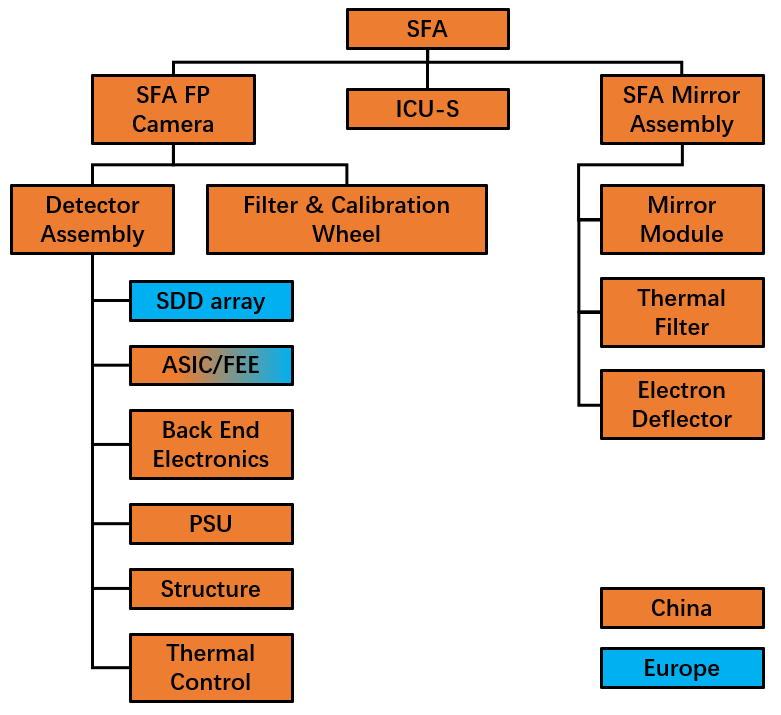 SFA
SFA FP
Camera
ICU-S
SFA Mirror
Assembly
Detector
Assembly
Filter & Calibration
Wheel
SDD array
ASIC/FEE
Back End
Electronics
PSU
Structure
Thermal
Control
Mirror
Module
Thermal
Filter
Electron
Deflector
China
Europe